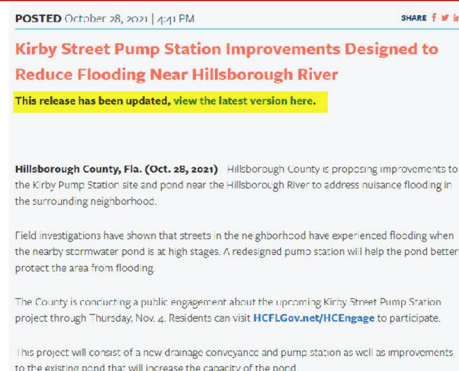 POSTED October 28, 2021 | 4:41 PM SHARE
Kirby Street Pump Station Improvements Designed to
Reduce Flooding Near Hillsborough River
This release has been updated, view the latest version here.
Hillsborough County, Fla. (Oct. 28, 2021) Hillsborough County is proposing improvements to
the Kirby Pump Station site and pond near the Hillsborough River to address nuisance flooding in
the surrounding neighborhood.
Field investigations have shown that streets in the neighborhood have experienced flooding when
the nearby stormwater pond is at high stages. A redesigned pump station will help the pond better
protect the area from flooding.
The County is conducting a public engagement about the upcoming Kirby Street Pump Station
project through Thursday, Nov. 4. Residents can visit HCFLGov.net/HCEngage to participate.
This project will consist of a new drainage conveyance and pump station as well as improvements
to the existing pond that will increase the capacity of the pond.